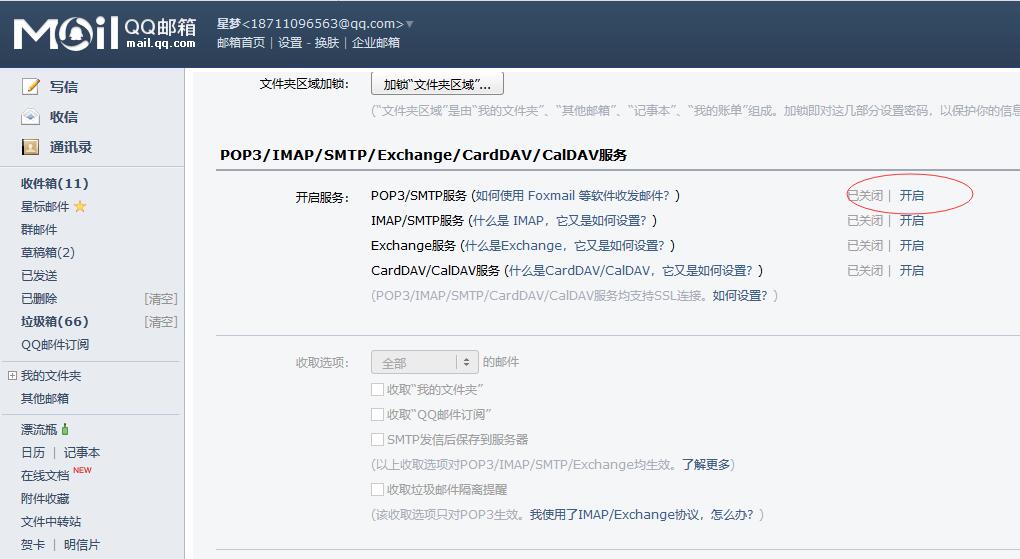 MOil QQ邮箱 mail.qq.com
星梦<18711096563@qq.com>
邮箱首页 | 设置 - 换肤 | 企业邮箱
写信
收信
通讯录
收件箱(11)
星标邮件
群邮件
草稿箱(2)
已发送
已删除 [清空]
垃圾箱(66) [清空]
QQ邮件订阅
我的文件夹
其他邮箱
漂流瓶
日历 | 记事本
在线文档 NEW
附件收藏
文件中转站
贺卡 | 明信片
文件夹区域加锁: 加锁“文件夹区域”...
(“文件夹区域”是由“我的文件夹”、“其他邮箱”、“记事本”、“我的账单”组成。加锁即对这几部分设置密码，以保护你的信息
POP3/IMAP/SMTP/Exchange/CardDAV/CalDAV服务
开启服务: POP3/SMTP服务 (如何使用 Foxmail 等软件收发邮件？) 已关闭 | 开启
IMAP/SMTP服务 (什么是 IMAP，它又是如何设置？) 已关闭 | 开启
Exchange服务 (什么是Exchange，它又是如何设置？) 已关闭 | 开启
CardDAV/CalDAV服务 (什么是CardDAV/CalDAV，它又是如何设置？) 已关闭 | 开启
(POP3/IMAP/SMTP/CardDAV/CalDAV服务均支持SSL连接。如何设置？)
收取选项: 全部 的邮件
收取“我的文件夹”
收取“QQ邮件订阅”
SMTP发信后保存到服务器
(以上收取选项对POP3/IMAP/SMTP/Exchange均生效。了解更多)
收取垃圾邮件隔离提醒
(该收取选项只对POP3生效。我使用了IMAP/Exchange协议，怎么办？)